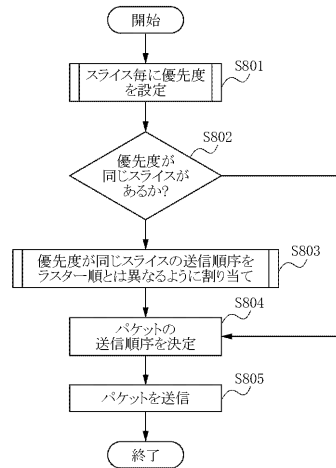 開始
スライス毎に優先度
を設定
S801
S802
優先度が
同じスライスが
あるか?
優先度が同じスライスの送信順序を
ラスター順とは異なるように割り当て
S803
S804
パケットの
送信順序を決定
S805
パケットを送信
終了